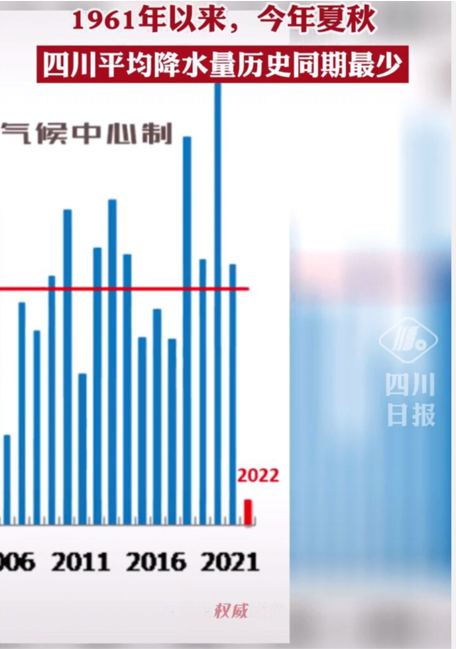 1961年以来，今年夏秋
四川平均降水量历史同期最少
气候中心制
四川
日报
2022
006 2011 2016 2021
权威